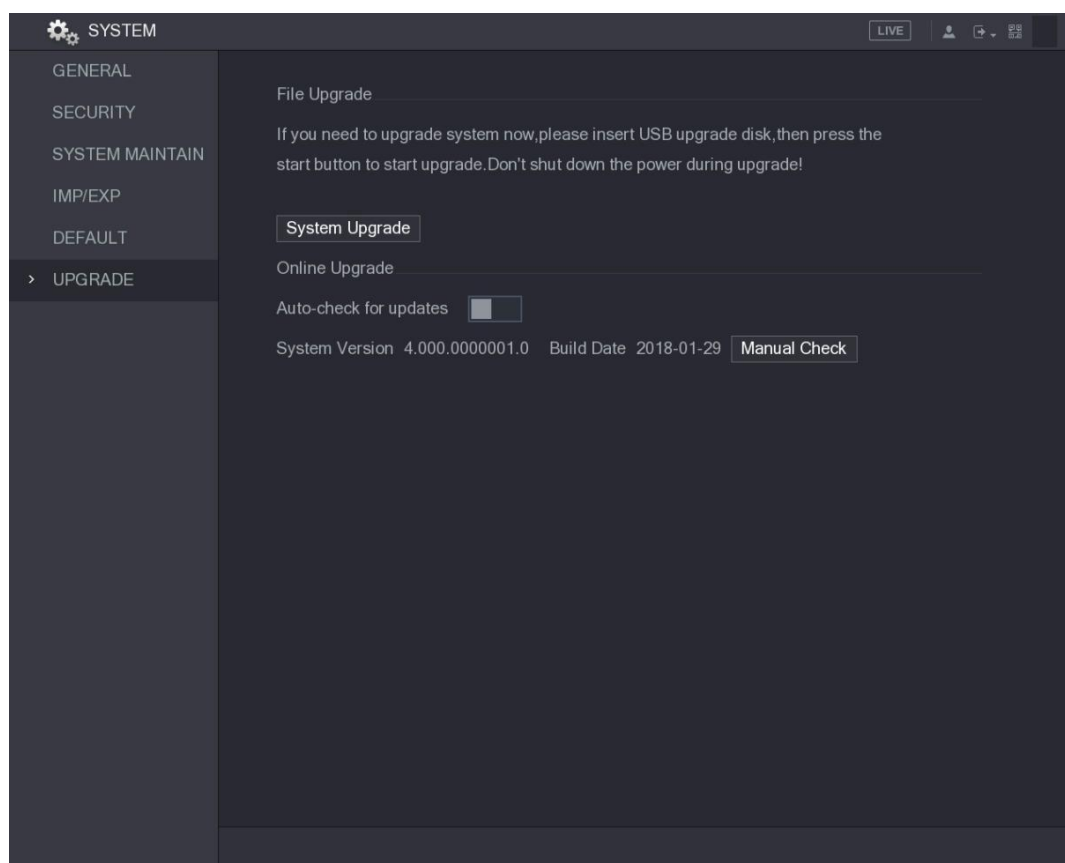 SYSTEM
LIVE
GENERAL
SECURITY
SYSTEM MAINTAIN
IMP/EXP
DEFAULT
UPGRADE
File Upgrade
If you need to upgrade system now,please insert USB upgrade disk,then press the
start button to start upgrade.Don't shut down the power during upgrade!
System Upgrade
Online Upgrade
Auto-check for updates
System Version 4.000.0000001.0 Build Date 2018-01-29 Manual Check